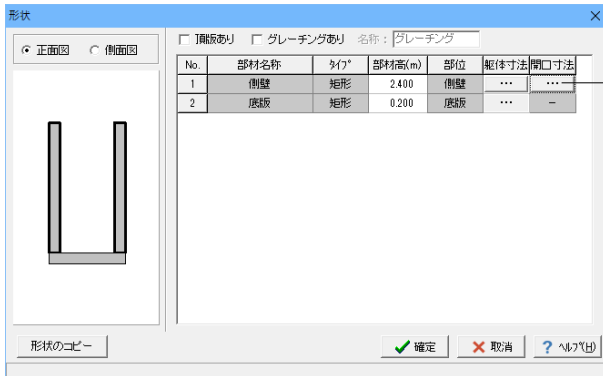 形状
正面図 側面図
頂版あり グレーチングあり 名称：グレーチング
No. 部材名称 ﾀｲﾌﾟ 部材高(m) 部位 躯体寸法 開口寸法
1 側壁 矩形 2.400 側壁 … …
2 底版 矩形 0.200 底版 … −
形状のコピー 確定 取消 ? ﾍﾙﾌﾟ(H)